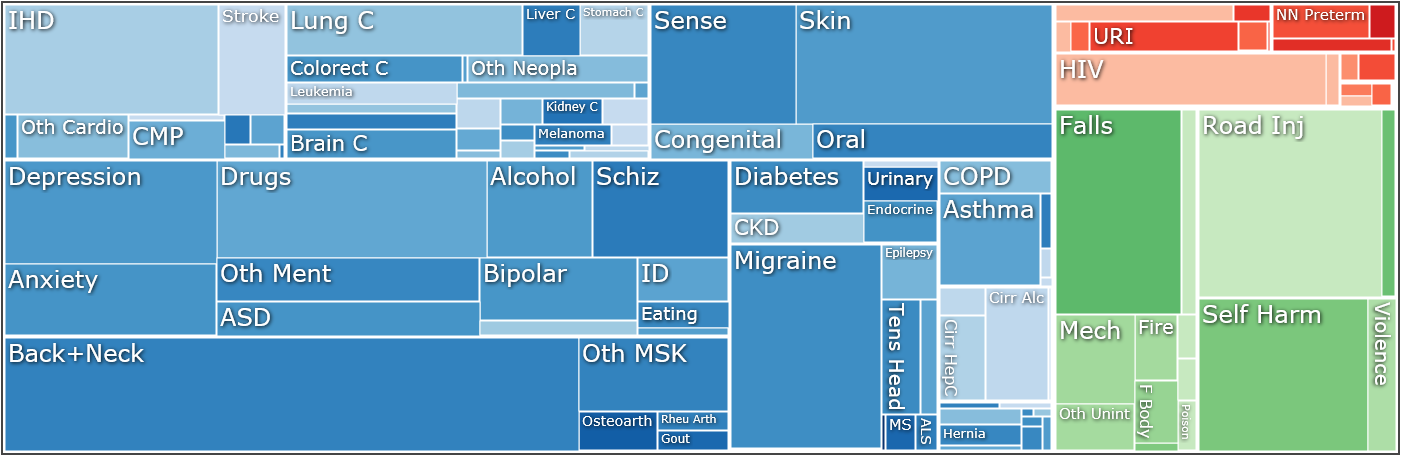 IHD
Stroke
Lung C
Liver C
Stomach C
Sense
Skin
NN Preterm
URI
Colorect C
Oth Neopla
HIV
Leukemia
Kidney C
Oth Cardio
CMP
Melanoma
Brain C
Congenital
Oral
Falls
Road Inj
Depression
Drugs
Alcohol
Schiz
Diabetes
Urinary
COPD
Endocrine
Asthma
CKD
Anxiety
Oth Ment
Bipolar
ID
Migraine
Epilepsy
ASD
Eating
Cirr Alc
Tens Head
Cirr HepC
Self Harm
Violence
Mech
Fire
Back+Neck
Oth MSK
F Body
Oth Unint
Poison
Osteoarth
Rheu Arth
Gout
MS
ALS
Hernia